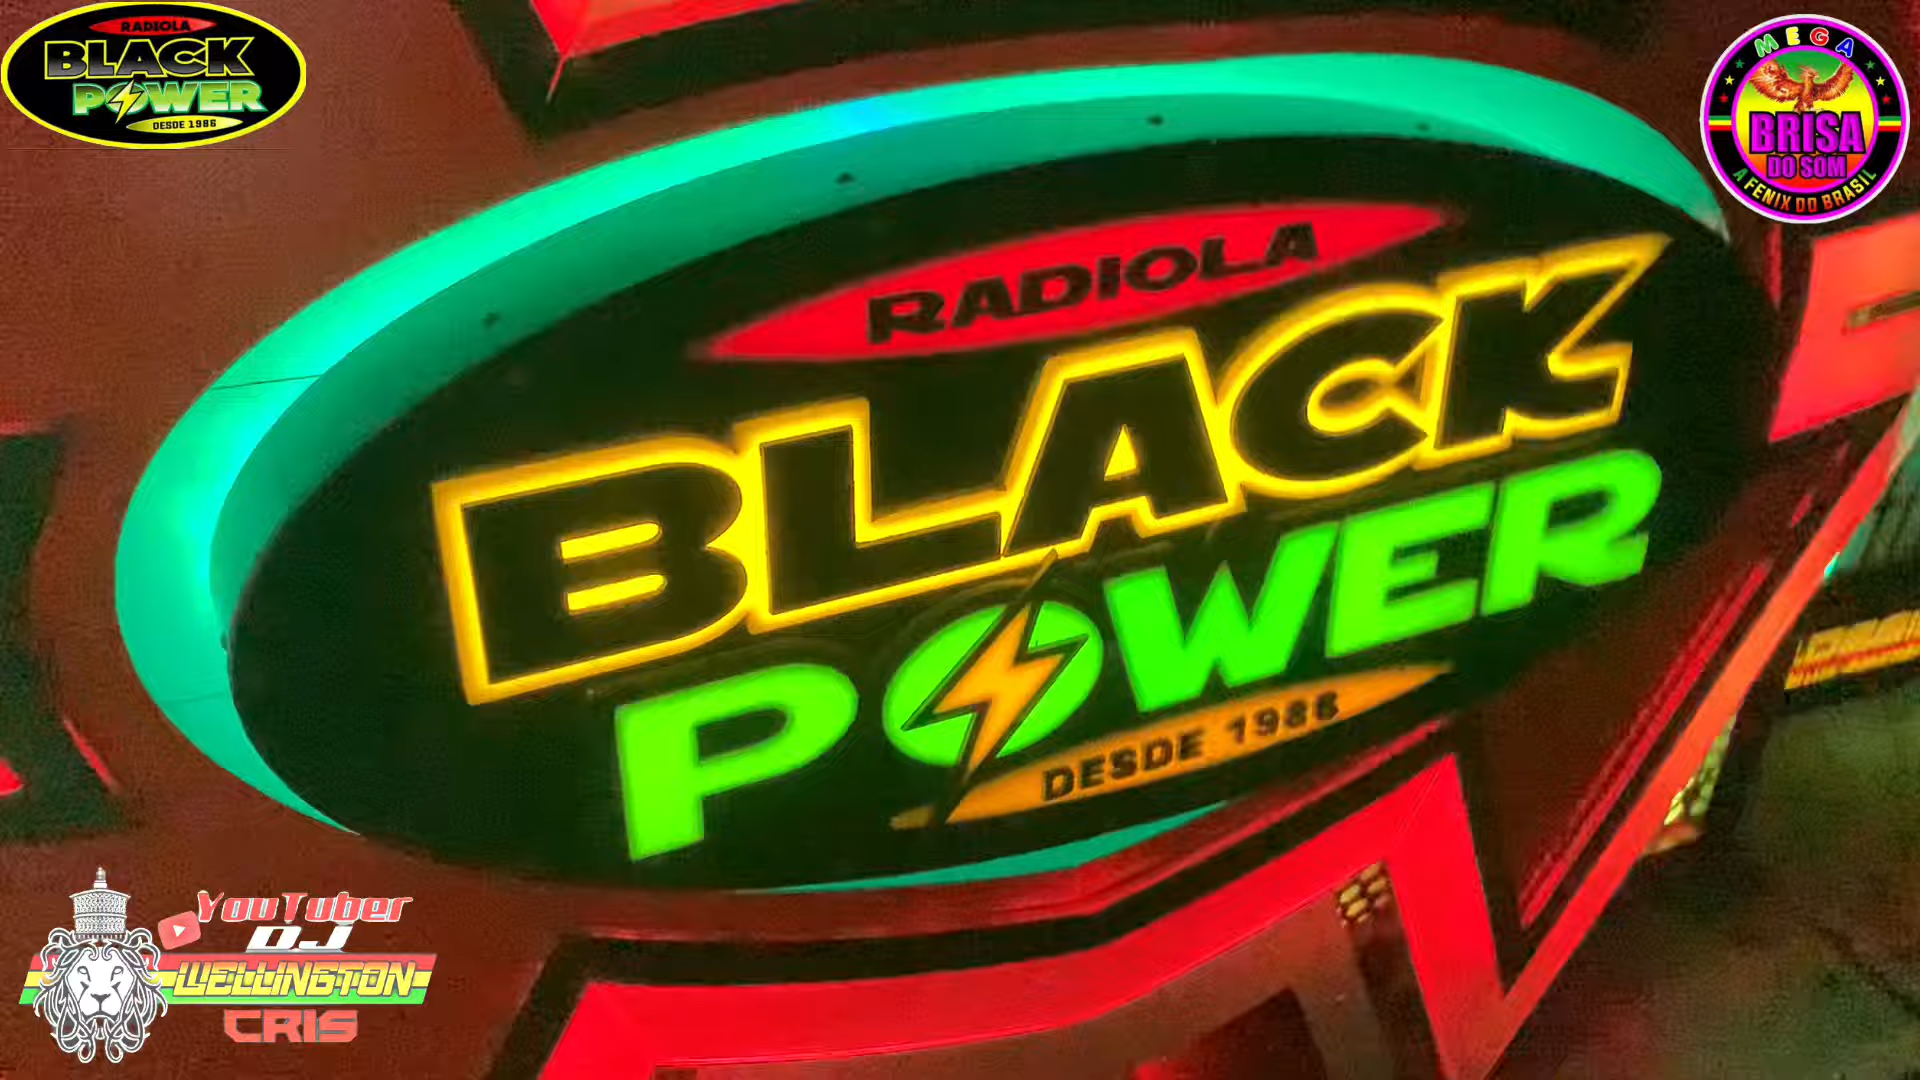 RADIOLA
BLACK
POWER
DESDE 1986
MEGA
BRISA
DO SOM
A FENIX DO BRASIL
RADIOLA
BLACK
POWER
DESDE 1986
YouTuber
DJ
WELLINGTON
CRIS